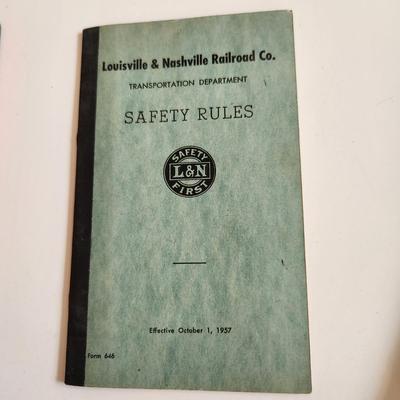 Louisville & Nashville Railroad Co.
TRANSPORTATION DEPARTMENT
SAFETY RULES
SAFETY
L&N
FIRST
Effective October 1, 1957
Form 646